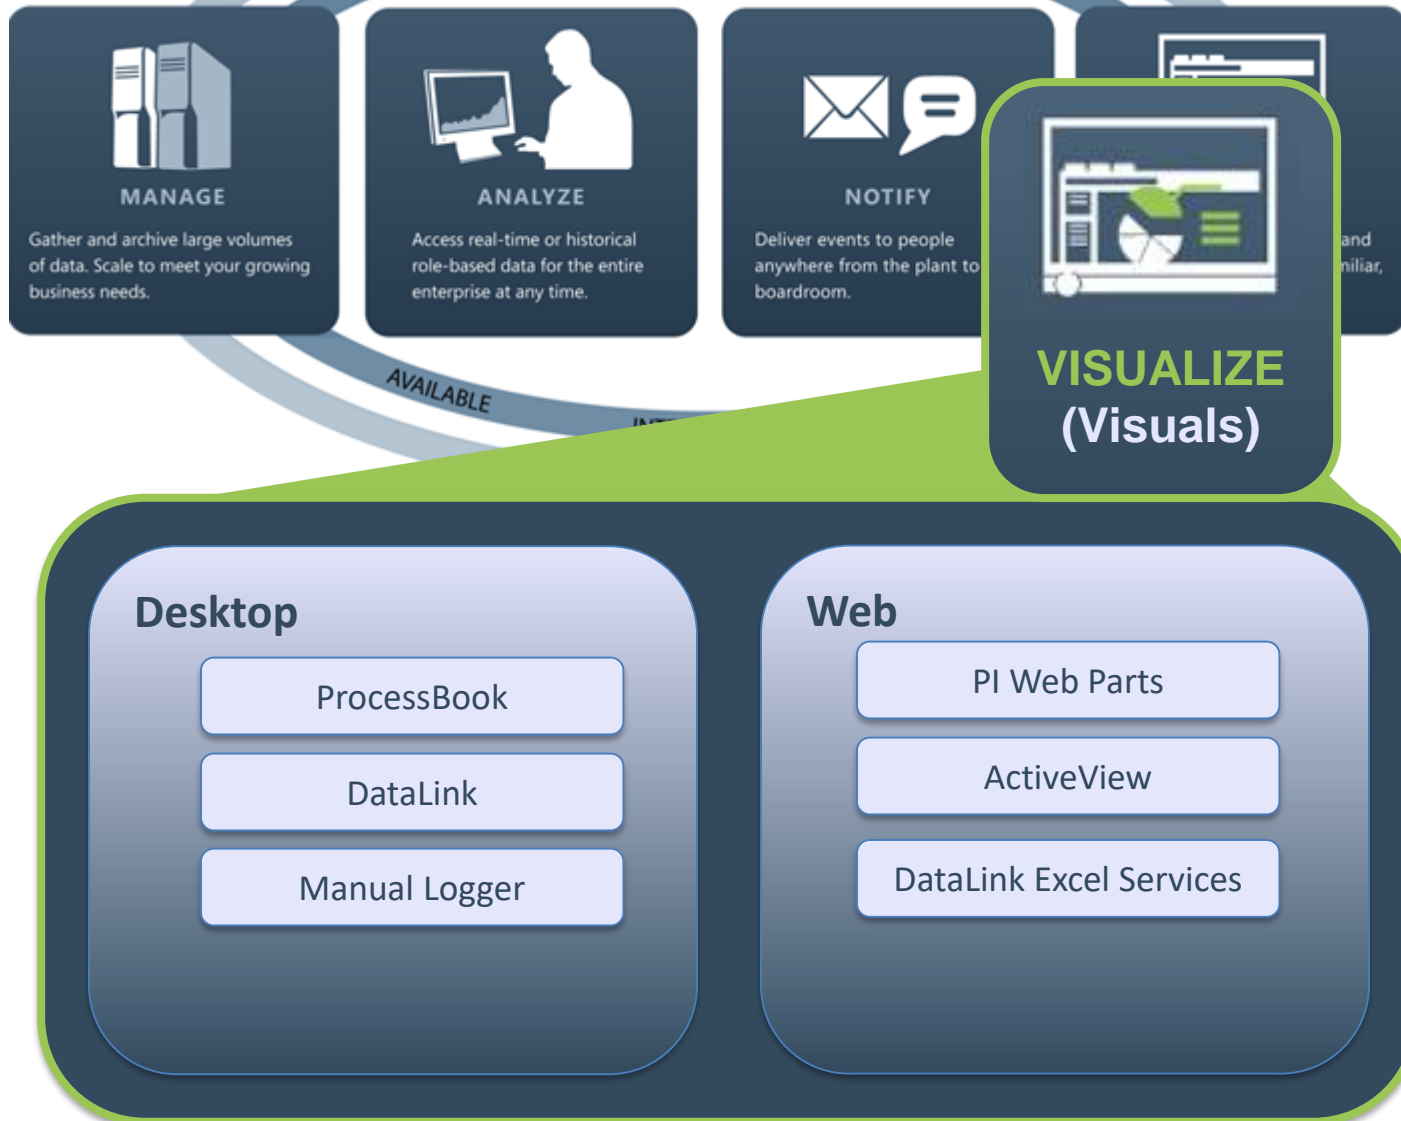 MANAGE
Gather and archive large volumes
of data. Scale to meet your growing
business needs.
ANALYZE
Access real-time or historical
role-based data for the entire
enterprise at any time.
NOTIFY
Deliver events to people
anywhere from the plant to
boardroom.
and
VISUALIZE
(Visuals)
AVAILABLE
Desktop
ProcessBook
DataLink
Manual Logger
Web
PI Web Parts
ActiveView
DataLink Excel Services